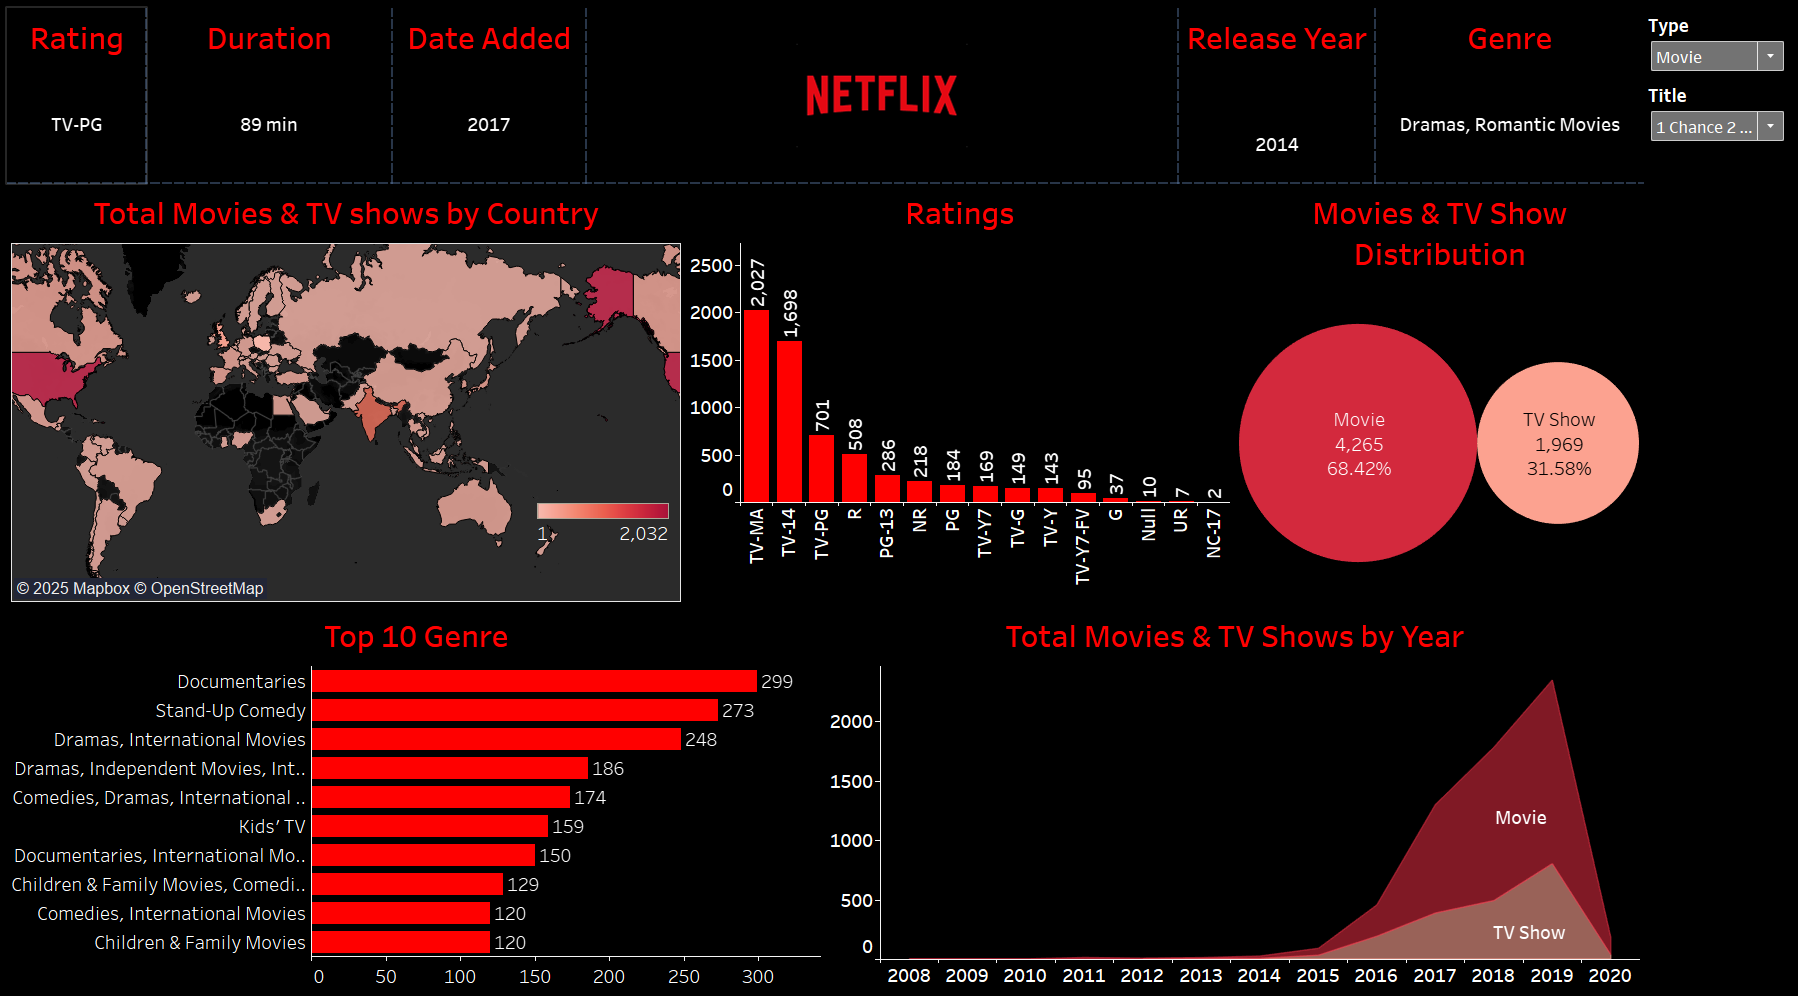 Rating
Duration
Date Added
Release Year
Genre
Type
Movie
Title
1 Chance 2 ...
NETFLIX
TV-PG
89 min
2017
2014
Dramas, Romantic Movies
Total Movies & TV shows by Country
1
2,032
© 2025 Mapbox © OpenStreetMap
Ratings
2500
2000
1500
1000
500
0
2,027
1,698
701
508
286
218
184
169
149
143
95
37
10
7
2
TV-MA
TV-14
TV-PG
R
PG-13
NR
PG
TV-Y7
TV-G
TV-Y
TV-Y7-FV
G
Null
UR
NC-17
Movies & TV Show
Distribution
Movie
4,265
68.42%
TV Show
1,969
31.58%
Top 10 Genre
Documentaries 299
Stand-Up Comedy 273
Dramas, International Movies 248
Dramas, Independent Movies, Int.. 186
Comedies, Dramas, International .. 174
Kids' TV 159
Documentaries, International Mo.. 150
Children & Family Movies, Comedi.. 129
Comedies, International Movies 120
Children & Family Movies 120
0 50 100 150 200 250 300
Total Movies & TV Shows by Year
2000
1500
1000
500
0
Movie
TV Show
2008 2009 2010 2011 2012 2013 2014 2015 2016 2017 2018 2019 2020